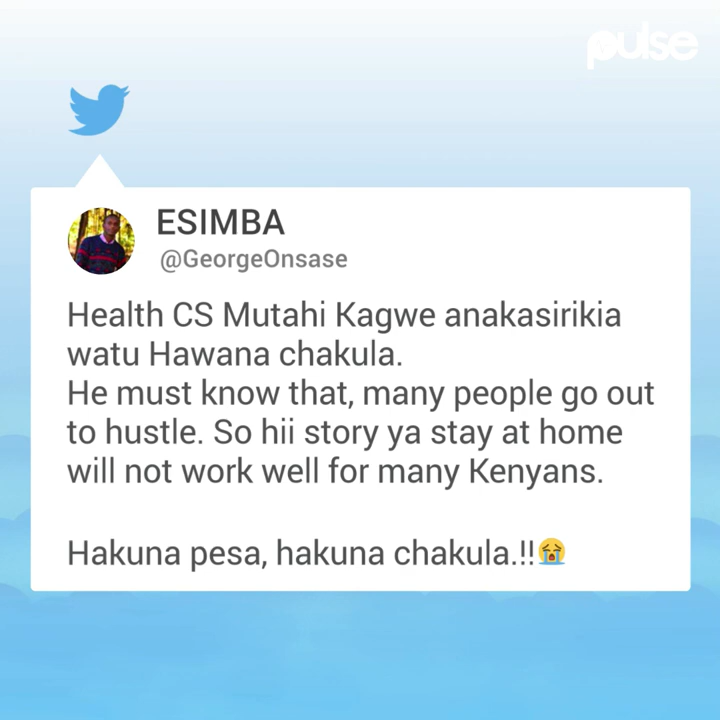 pulse
ESIMBA
@GeorgeOnsase
Health CS Mutahi Kagwe anakasirikia
watu Hawana chakula.
He must know that, many people go out
to hustle. So hii story ya stay at home
will not work well for many Kenyans.
Hakuna pesa, hakuna chakula.!!😭